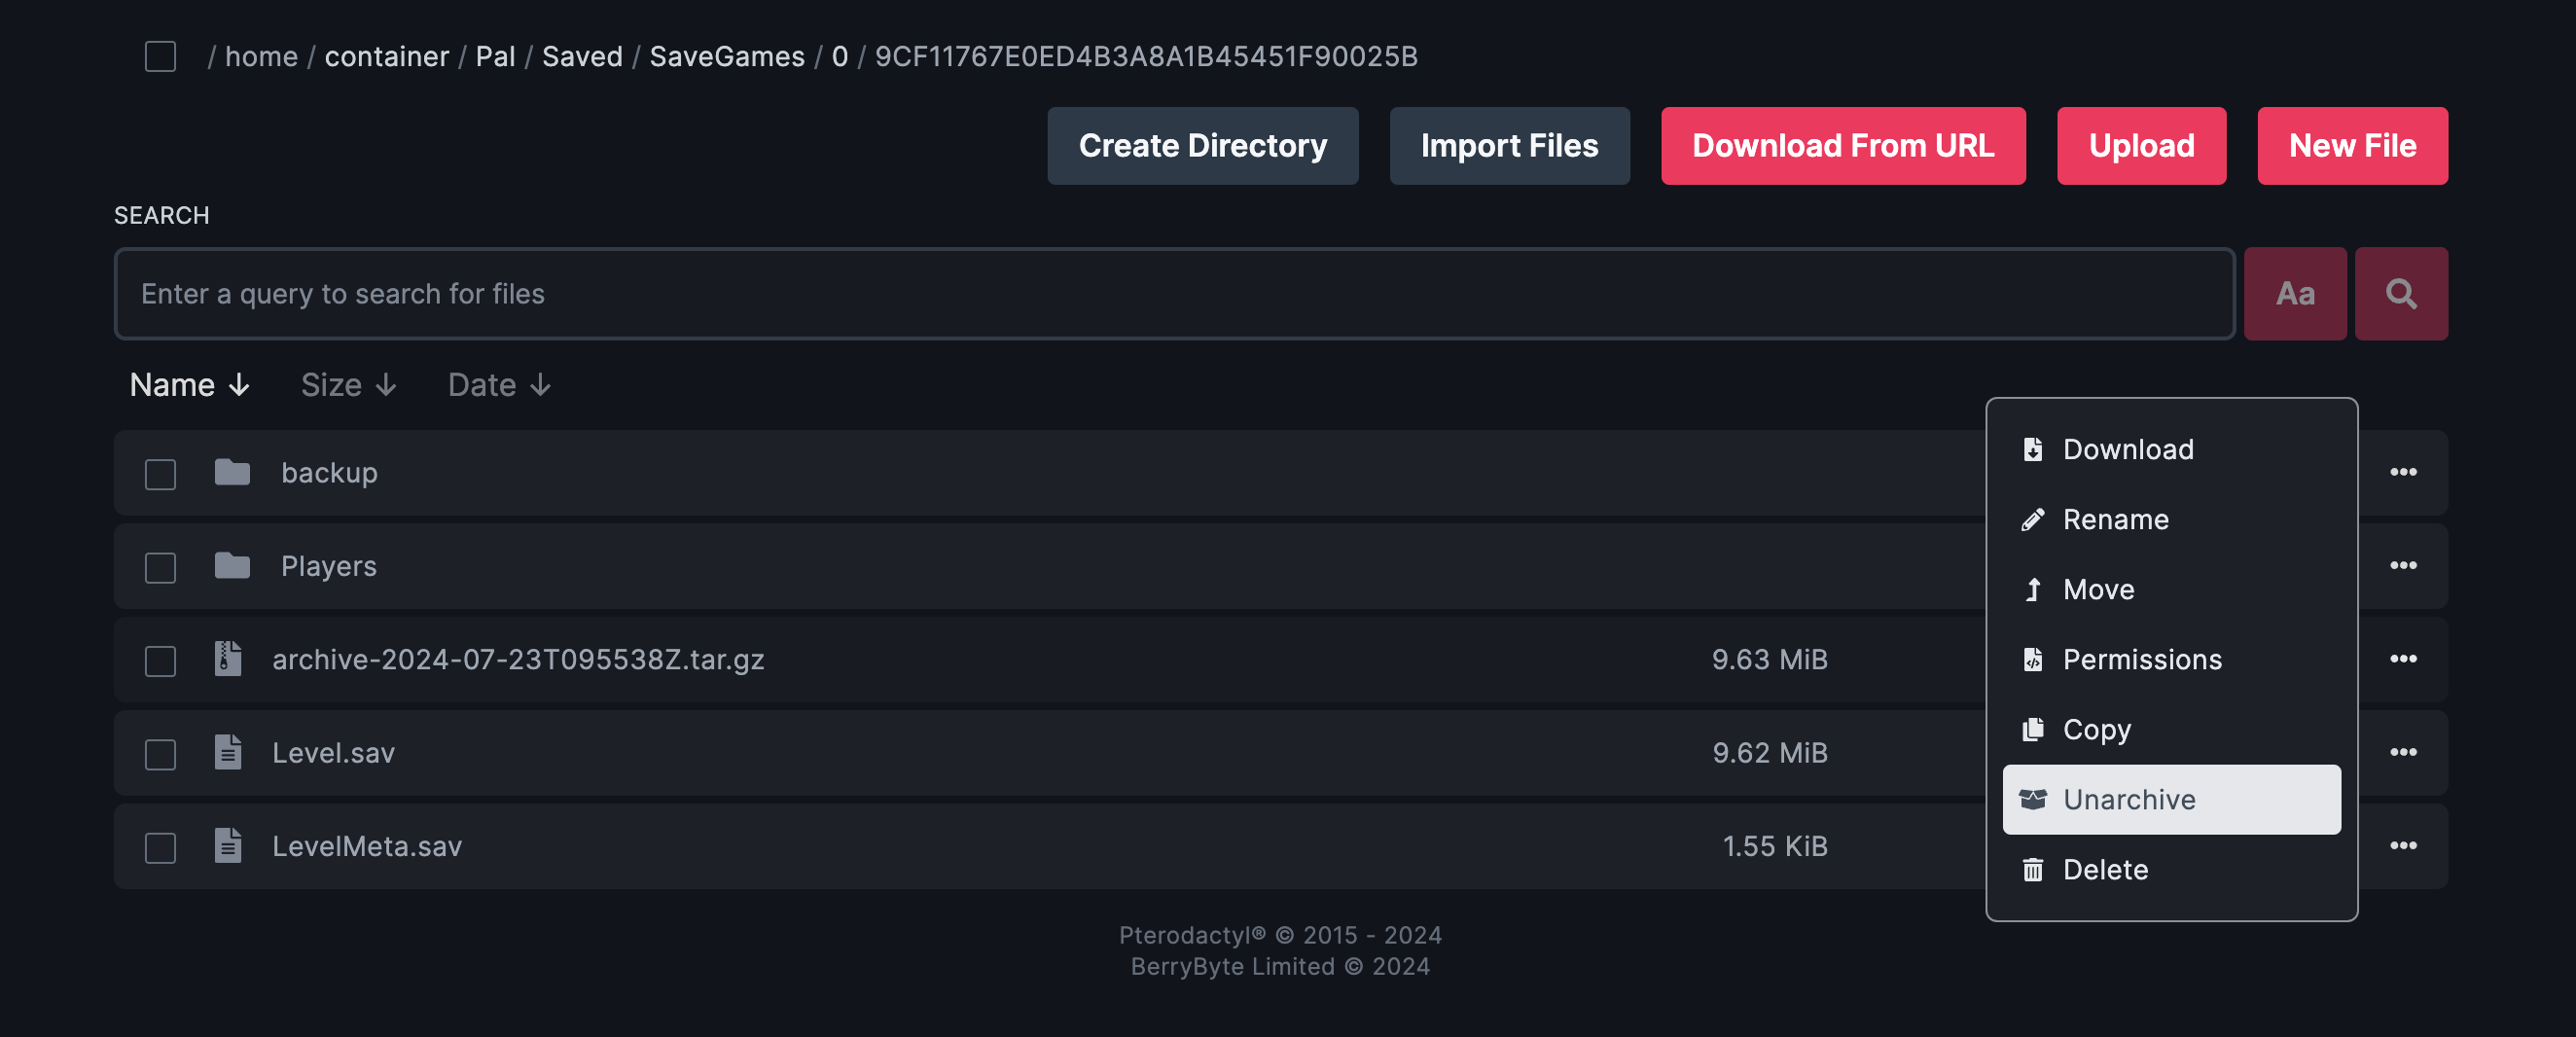 / home / container / Pal / Saved / SaveGames / 0 / 9CF11767E0ED4B3A8A1B45451F90025B
Create Directory Import Files Download From URL Upload New File
SEARCH
Enter a query to search for files Aa
Name Size Date
Download
backup
Rename
Players
Move
archive-2024-07-23T095538Z.tar.gz 9.63 MiB Permissions
Copy
Level.sav 9.62 MiB
Unarchive
LevelMeta.sav 1.55 KiB
Delete
Pterodactyl® © 2015 - 2024
BerryByte Limited © 2024